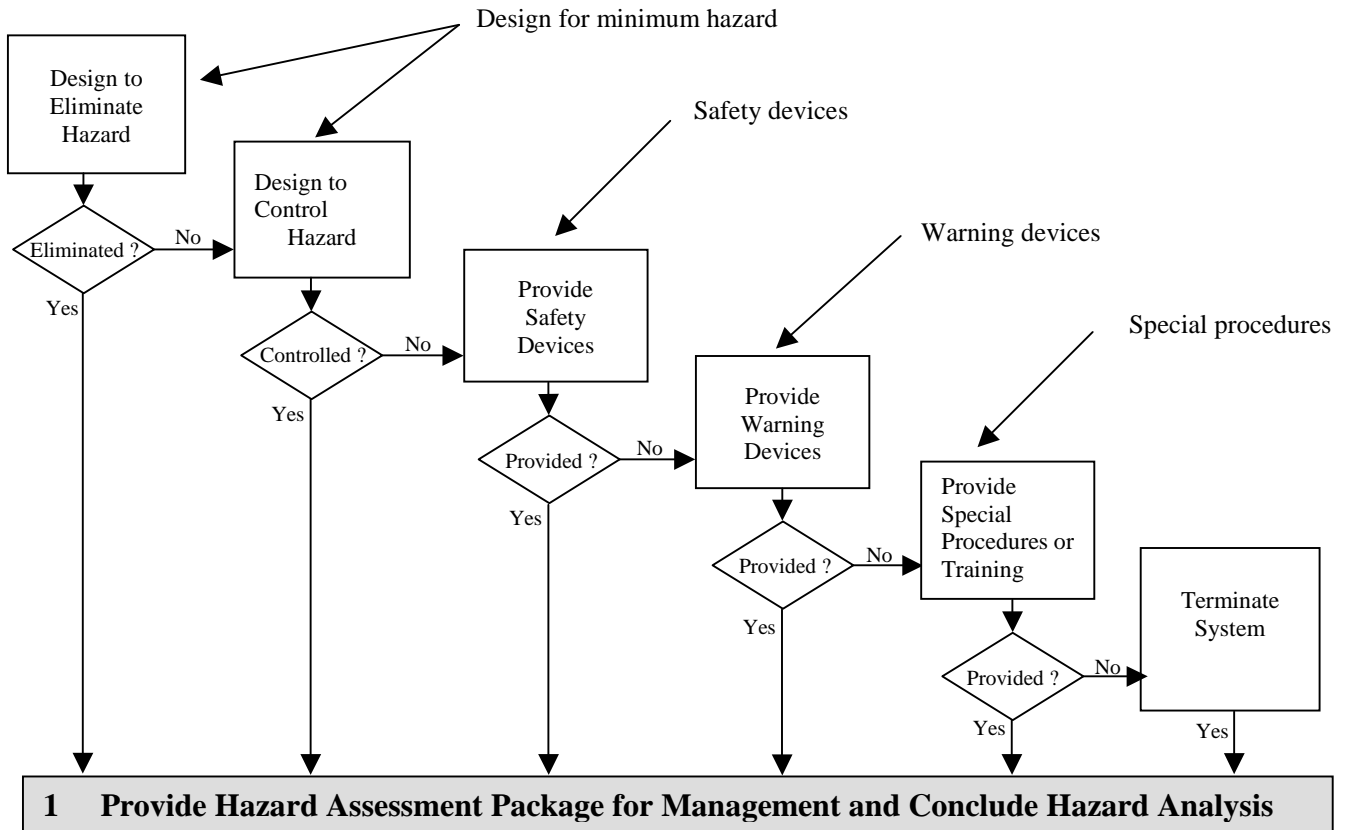 Design for minimum hazard
Design to
Eliminate
Hazard
Safety devices
Design to
Control
Hazard
Eliminated ?
No
Yes
Warning devices
Provide
Safety
Devices
Controlled ?
No
Yes
Special procedures
Provide
Warning
Devices
Provided ?
No
Yes
Provide
Special
Procedures or
Training
Provided ?
No
Yes
Terminate
System
Provided ?
No
Yes
Yes
1 Provide Hazard Assessment Package for Management and Conclude Hazard Analysis